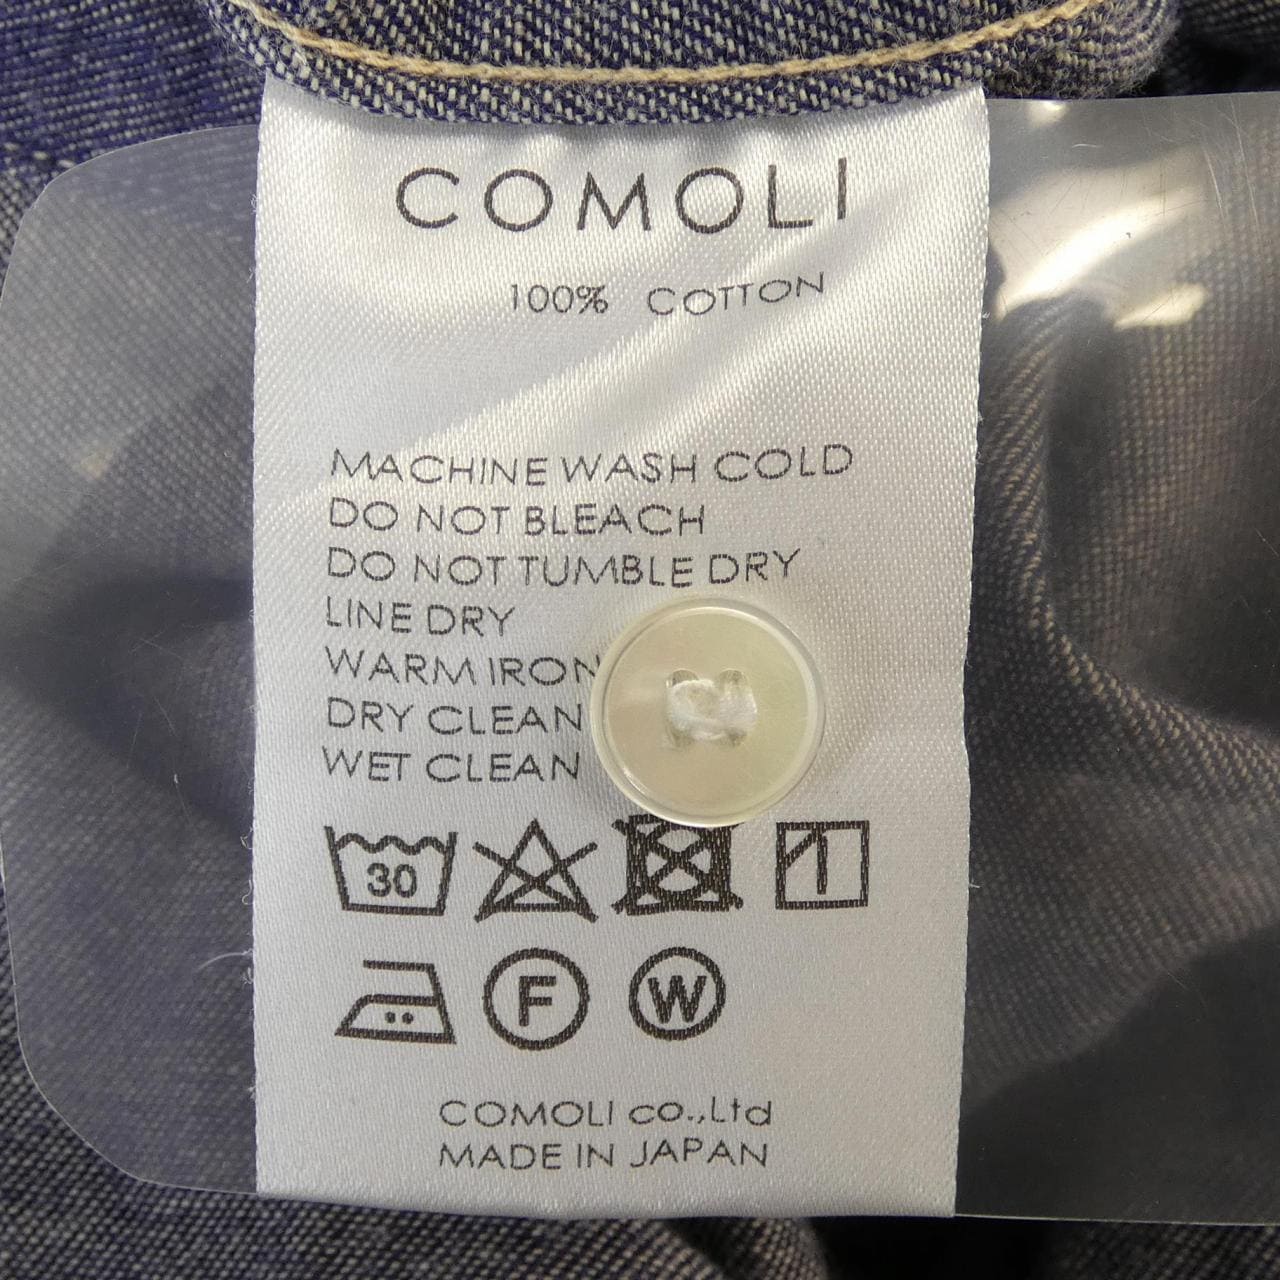 COMOLI
100% COTTON
MACHINE WASH COLD
DO NOT BLEACH
DO NOT TUMBLE DRY
LINE DRY
WARM IRON
DRY CLEAN
WET CLEAN
30
F W
COMOLI co.,Ltd
MADE IN JAPAN